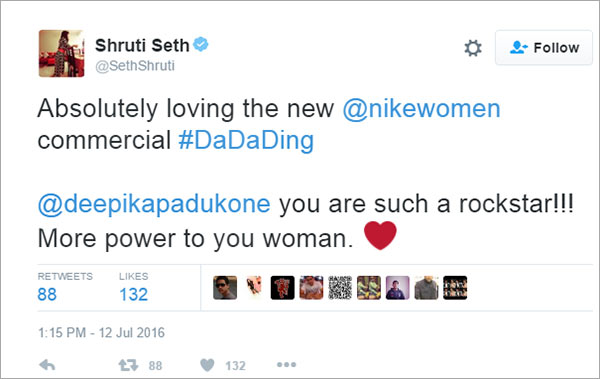 Shruti Seth
@SethShruti
Follow
Absolutely loving the new @nikewomen
commercial #DaDaDing
@deepikapadukone you are such a rockstar!!!
More power to you woman. ❤
RETWEETS LIKES
88 132
1:15 PM - 12 Jul 2016
88 132